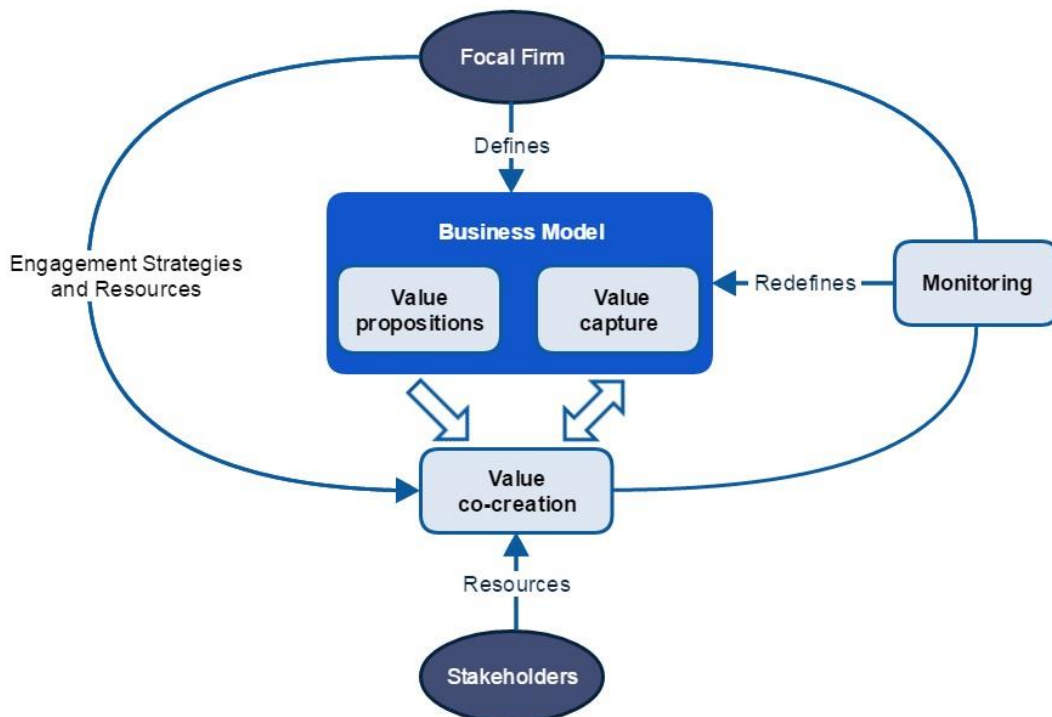 Focal Firm
Defines
Business Model
Engagement Strategies
and Resources
Value
propositions
Value
capture
Redefines
Monitoring
Value
co-creation
Resources
Stakeholders